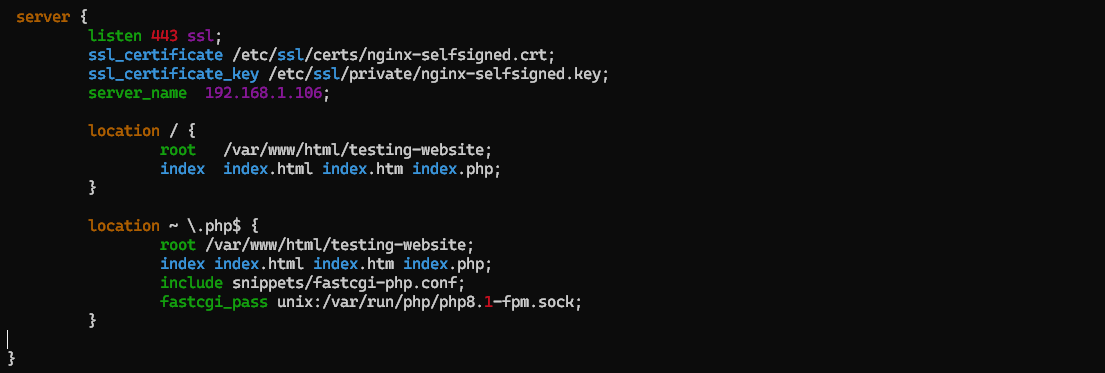 server {
listen 443 ssl;
ssl_certificate /etc/ssl/certs/nginx-selfsigned.crt;
ssl_certificate_key /etc/ssl/private/nginx-selfsigned.key;
server_name  192.168.1.106;
location / {
root   /var/www/html/testing-website;
index  index.html index.htm index.php;
}
location ~ \.php$ {
root /var/www/html/testing-website;
index index.html index.htm index.php;
include snippets/fastcgi-php.conf;
fastcgi_pass unix:/var/run/php/php8.1-fpm.sock;
}
}